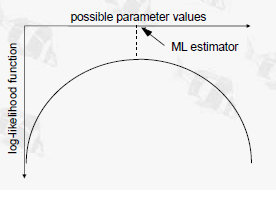 possible parameter values
ML estimator
log-likelihood function